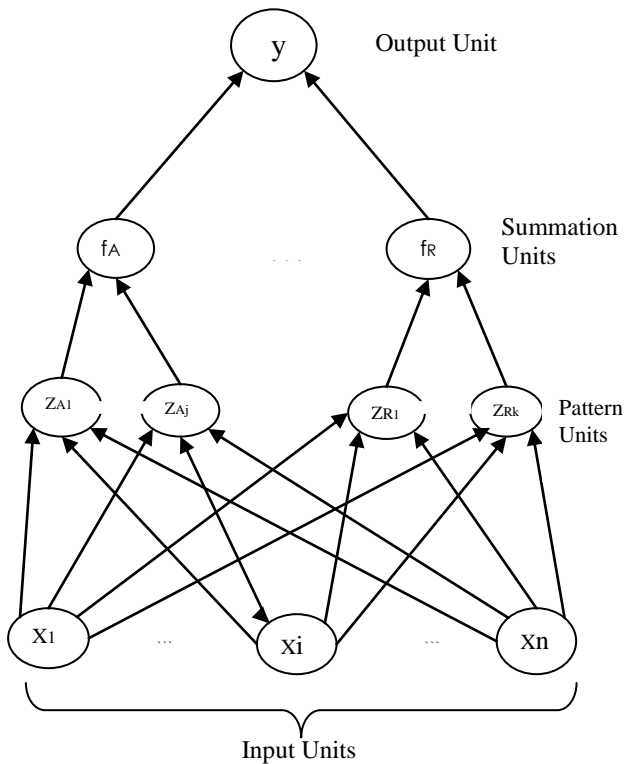 y
Output Unit
fA
. . .
fR
Summation
Units
ZA1
ZAj
ZR1
ZRk
Pattern
Units
X1
...
Xi
...
Xn
Input Units